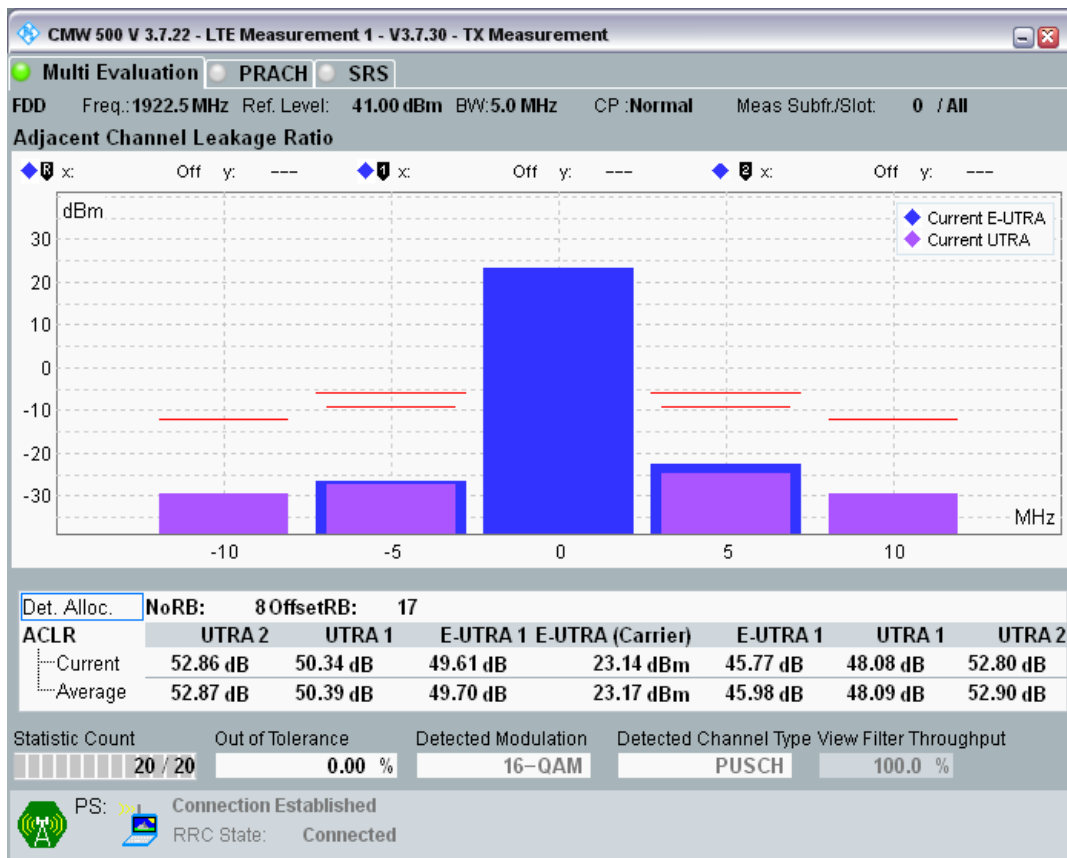 CMW 500 V 3.7.22 - LTE Measurement 1 - V3.7.30 - TX Measurement
Multi Evaluation PRACH SRS
FDD Freq.: 1922.5 MHz Ref. Level: 41.00 dBm BW: 5.0 MHz CP : Normal Meas Subfr./Slot: 0 / All
Adjacent Channel Leakage Ratio
R x: Off y: --- 1 x: Off y: --- 2 x: Off y: ---
dBm
Current E-UTRA
Current UTRA
30
20
10
0
-10
-20
-30
MHz
-10 -5 0 5 10
Det. Alloc. NoRB: 8 OffsetRB: 17
ACLR UTRA 2 UTRA 1 E-UTRA 1 E-UTRA (Carrier) E-UTRA 1 UTRA 1 UTRA 2
Current 52.86 dB 50.34 dB 49.61 dB 23.14 dBm 45.77 dB 48.08 dB 52.80 dB
Average 52.87 dB 50.39 dB 49.70 dB 23.17 dBm 45.98 dB 48.09 dB 52.90 dB
Statistic Count Out of Tolerance Detected Modulation Detected Channel Type View Filter Throughput
20 / 20 0.00 % 16-QAM PUSCH 100.0 %
PS: Connection Established
RRC State: Connected